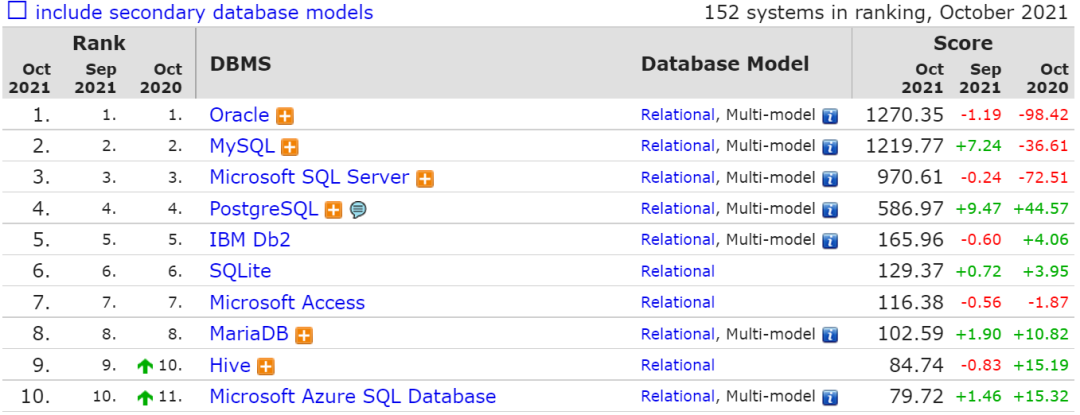 include secondary database models 152 systems in ranking, October 2021
Rank DBMS Database Model Score
Oct 2021 Sep 2021 Oct 2020 Oct 2021 Sep 2021 Oct 2020
1. 1. 1. Oracle Relational, Multi-model 1270.35 -1.19 -98.42
2. 2. 2. MySQL Relational, Multi-model 1219.77 +7.24 -36.61
3. 3. 3. Microsoft SQL Server Relational, Multi-model 970.61 -0.24 -72.51
4. 4. 4. PostgreSQL Relational, Multi-model 586.97 +9.47 +44.57
5. 5. 5. IBM Db2 Relational, Multi-model 165.96 -0.60 +4.06
6. 6. 6. SQLite Relational 129.37 +0.72 +3.95
7. 7. 7. Microsoft Access Relational 116.38 -0.56 -1.87
8. 8. 8. MariaDB Relational, Multi-model 102.59 +1.90 +10.82
9. 9. 10. Hive Relational 84.74 -0.83 +15.19
10. 10. 11. Microsoft Azure SQL Database Relational, Multi-model 79.72 +1.46 +15.32